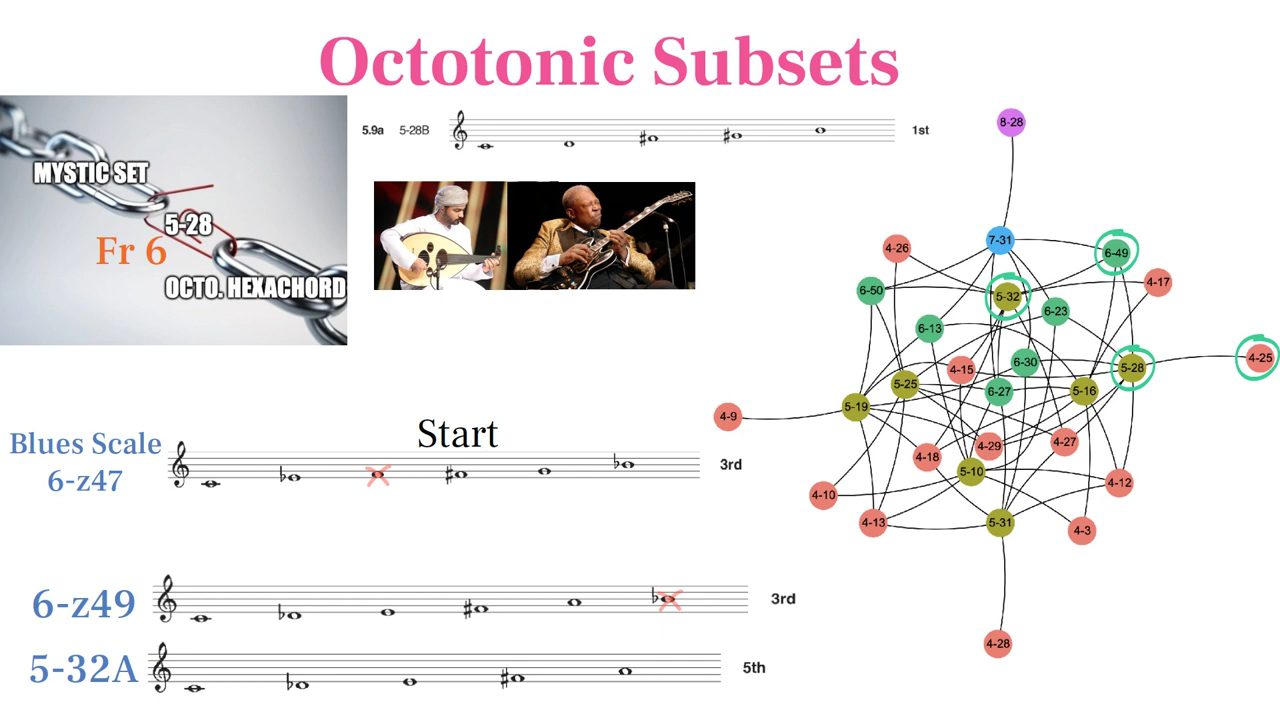 Octotonic Subsets
MYSTIC SET
5-28
Fr 6
OCTO. HEXACHORD
5.9a 5-28B 1st
Blues Scale
6-z47
Start
3rd
6-z49 3rd
5-32A 5th
8-28
7-31
4-26
6-49
6-50
5-32
4-17
6-23
6-13
6-30
4-15
5-28
4-25
5-25
6-27
5-16
5-19
4-9
4-29
4-27
4-18
5-10
4-12
4-10
4-13
5-31
4-3
4-28